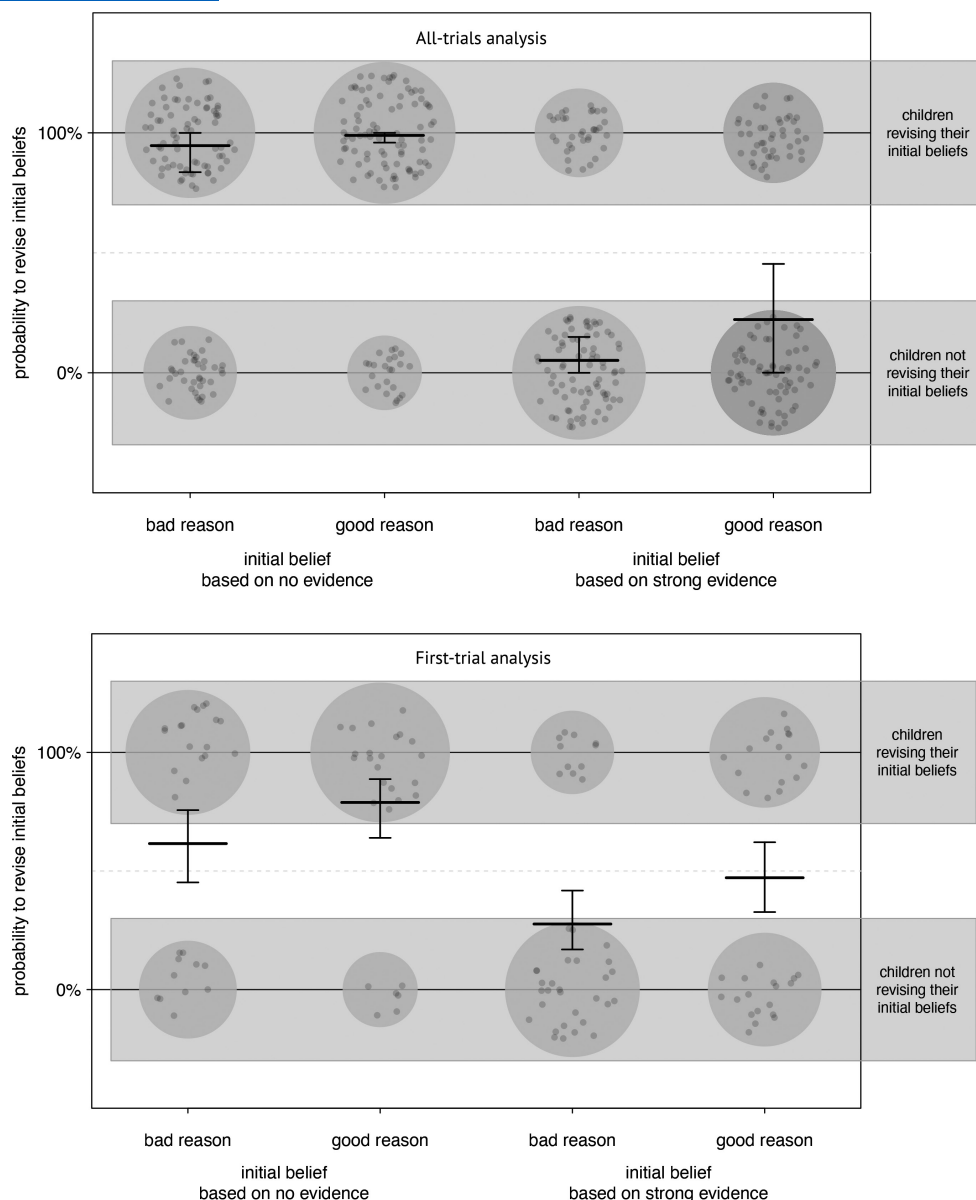 All-trials analysis
probability to revise initial beliefs
100%
0%
children
revising their
initial beliefs
children not
revising their
initial beliefs
bad reason
good reason
bad reason
good reason
initial belief
based on no evidence
initial belief
based on strong evidence
First-trial analysis
probability to revise initial beliefs
100%
0%
children
revising their
initial beliefs
children not
revising their
initial beliefs
bad reason
good reason
bad reason
good reason
initial belief
based on no evidence
initial belief
based on strong evidence